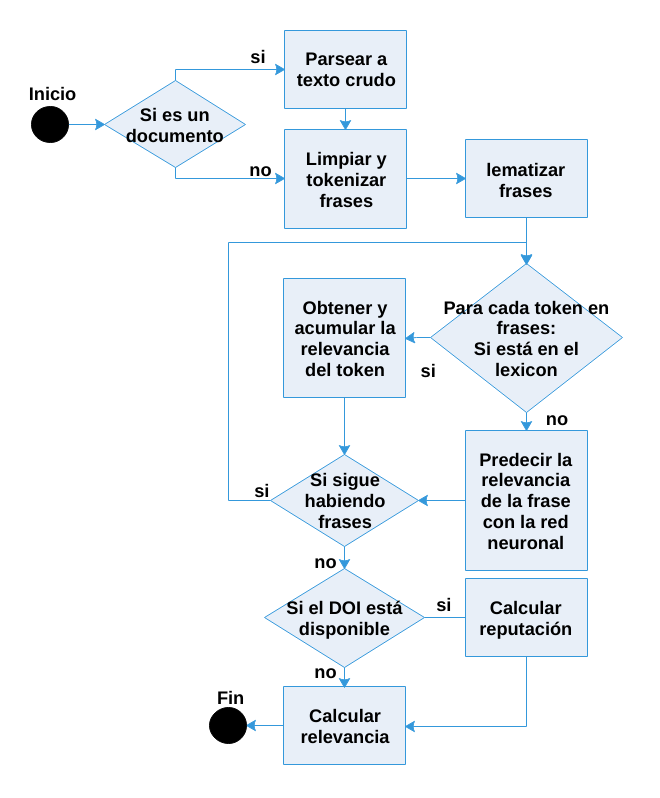 Inicio
Si es un
documento
si
no
Parsear a
texto crudo
Limpiar y
tokenizar
frases
lematizar
frases
Para cada token en
frases:
Si está en el
lexicon
si
no
Obtener y
acumular la
relevancia
del token
Predecir la
relevancia
de la frase
con la red
neuronal
Si sigue
habiendo
frases
si
no
Si el DOI está
disponible
si
no
Calcular
reputación
Calcular
relevancia
Fin